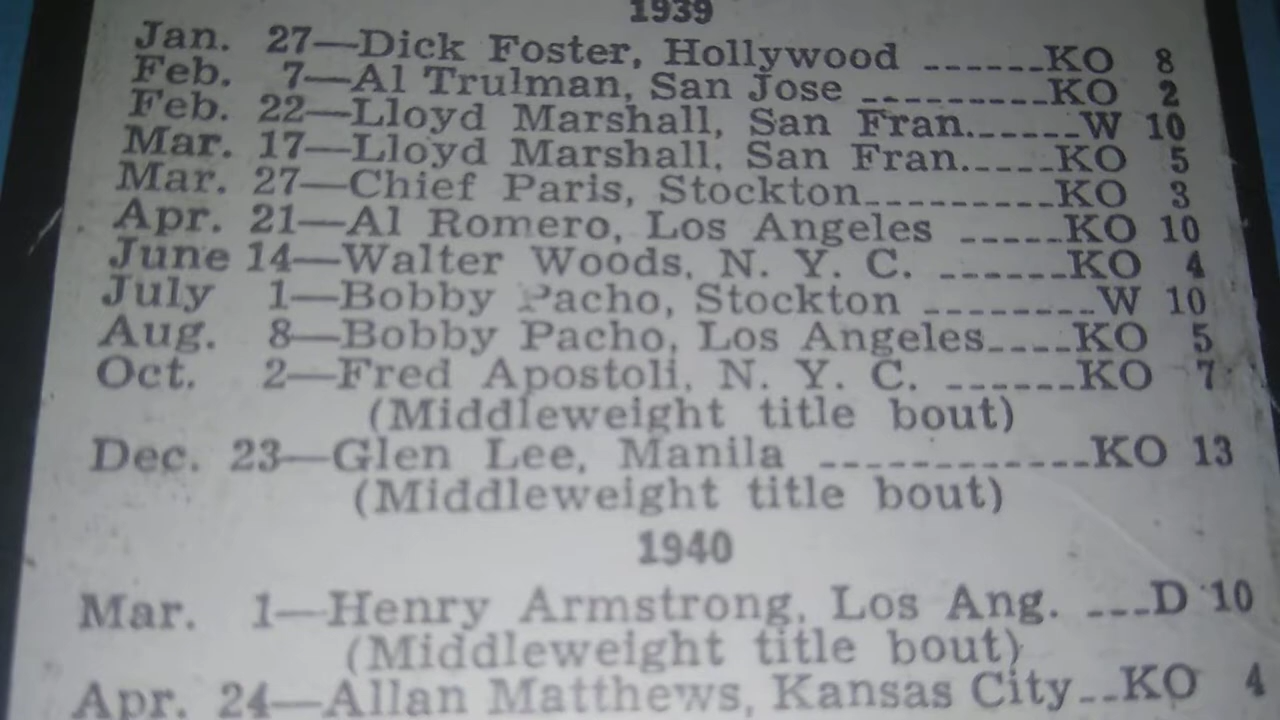 1939
Jan. 27—Dick Foster, Hollywood ------KO 8
Feb. 7—Al Trulman, San Jose ---------KO 2
Feb. 22—Lloyd Marshall, San Fran.------W 10
Mar. 17—Lloyd Marshall, San Fran.-----KO 5
Mar. 27—Chief Paris, Stockton----------KO 3
Apr. 21—Al Romero, Los Angeles -----KO 10
June 14—Walter Woods, N. Y. C. ------KO 4
July 1—Bobby Pacho, Stockton --------W 10
Aug. 8—Bobby Pacho, Los Angeles----KO 5
Oct. 2—Fred Apostoli, N. Y. C. ------KO 7
(Middleweight title bout)
Dec. 23—Glen Lee, Manila ------------KO 13
(Middleweight title bout)
1940
Mar. 1—Henry Armstrong, Los Ang. ---D 10
(Middleweight title bout)
Apr. 24—Allan Matthews, Kansas City--KO 4